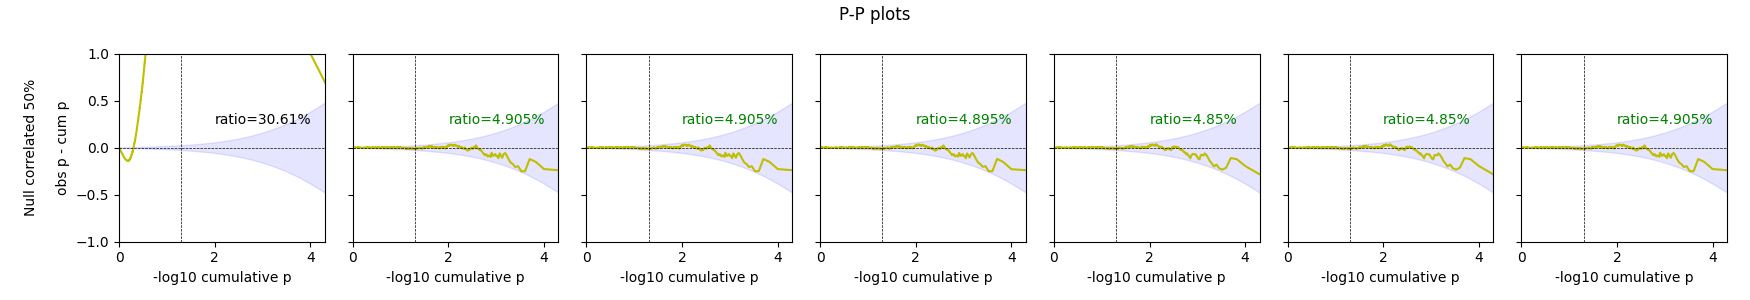 P-P plots
Null correlated 50%
obs p - cum p
1.0
0.5
0.0
−0.5
−1.0
ratio=30.61%
ratio=4.905%
ratio=4.905%
ratio=4.895%
ratio=4.85%
ratio=4.85%
ratio=4.905%
0 2 4
0 2 4
0 2 4
0 2 4
0 2 4
0 2 4
0 2 4
-log10 cumulative p
-log10 cumulative p
-log10 cumulative p
-log10 cumulative p
-log10 cumulative p
-log10 cumulative p
-log10 cumulative p